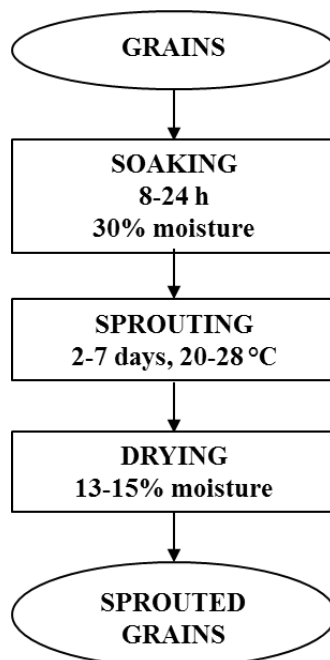 GRAINS
SOAKING
8-24 h
30% moisture
SPROUTING
2-7 days, 20-28 °C
DRYING
13-15% moisture
SPROUTED
GRAINS